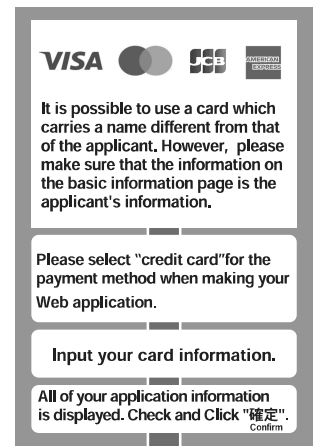 VISA JCB AMERICAN EXPRESS
It is possible to use a card which
carries a name different from that
of the applicant. However, please
make sure that the information on
the basic information page is the
applicant's information.
Please select "credit card"for the
payment method when making your
Web application.
Input your card information.
All of your application information
is displayed. Check and Click "確定".
Confirm